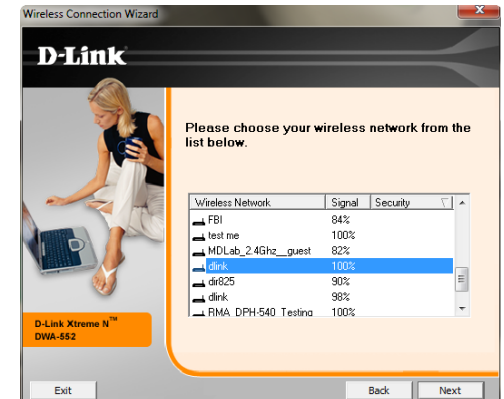 Wireless Connection Wizard
x
D-Link
Please choose your wireless network from the
list below.
Wireless Network Signal Security
FBI 84%
test me 100%
MDLab_2.4Ghz__guest 82%
dlink 100%
dir825 90%
dlink 98%
RMA_DPH-540_Testing 100%
D-Link Xtreme N™
DWA-552
Exit Back Next